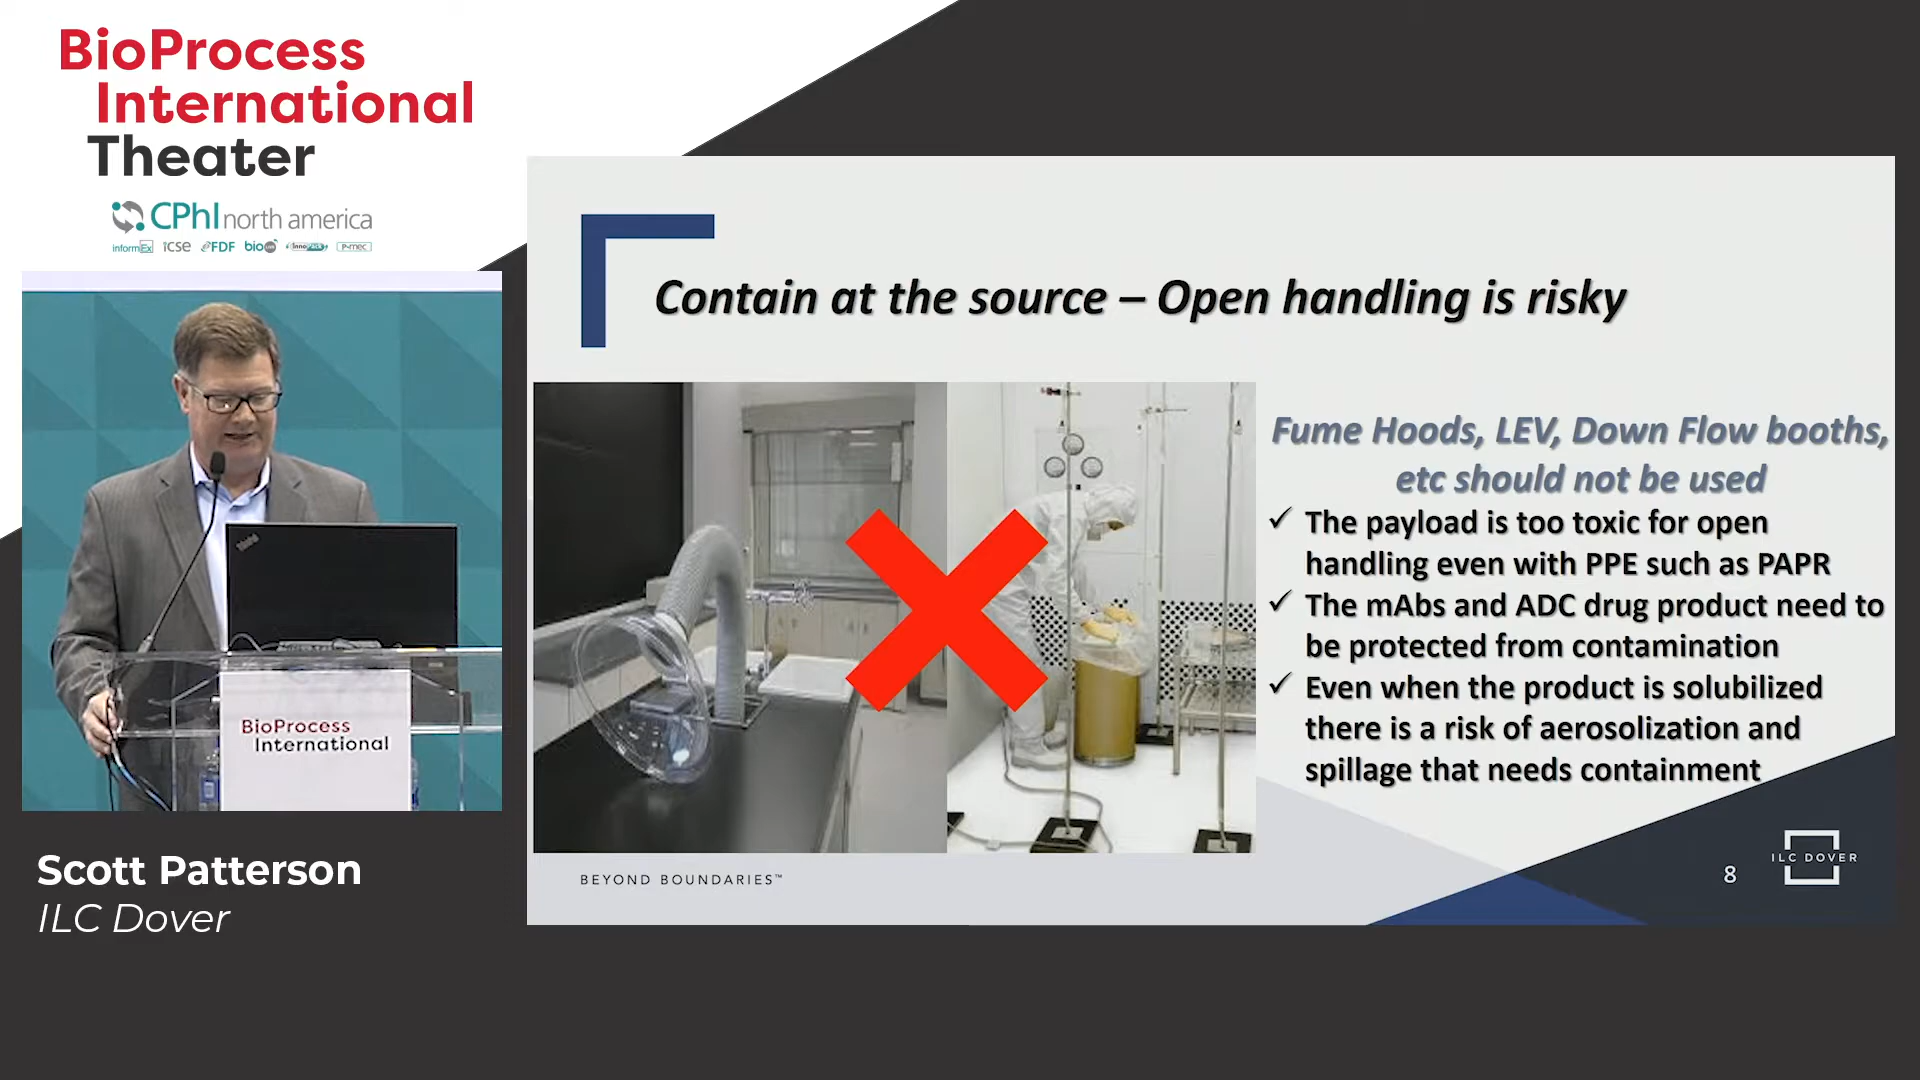 BioProcess
International
Theater
CPhI north america
informEx icse FDF bio LIVE InnoPack P-mec
BioProcess
International
Scott Patterson
ILC Dover
Contain at the source – Open handling is risky
Fume Hoods, LEV, Down Flow booths,
etc should not be used
✓ The payload is too toxic for open
handling even with PPE such as PAPR
✓ The mAbs and ADC drug product need to
be protected from contamination
✓ Even when the product is solubilized
there is a risk of aerosolization and
spillage that needs containment
BEYOND BOUNDARIES™
8
ILC DOVER